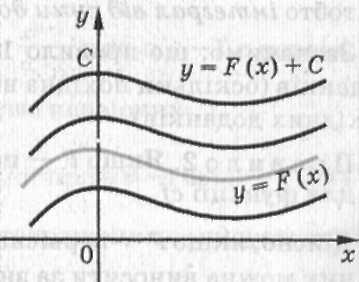 y
C
y = F (x) + C
y = F (x)
0
x